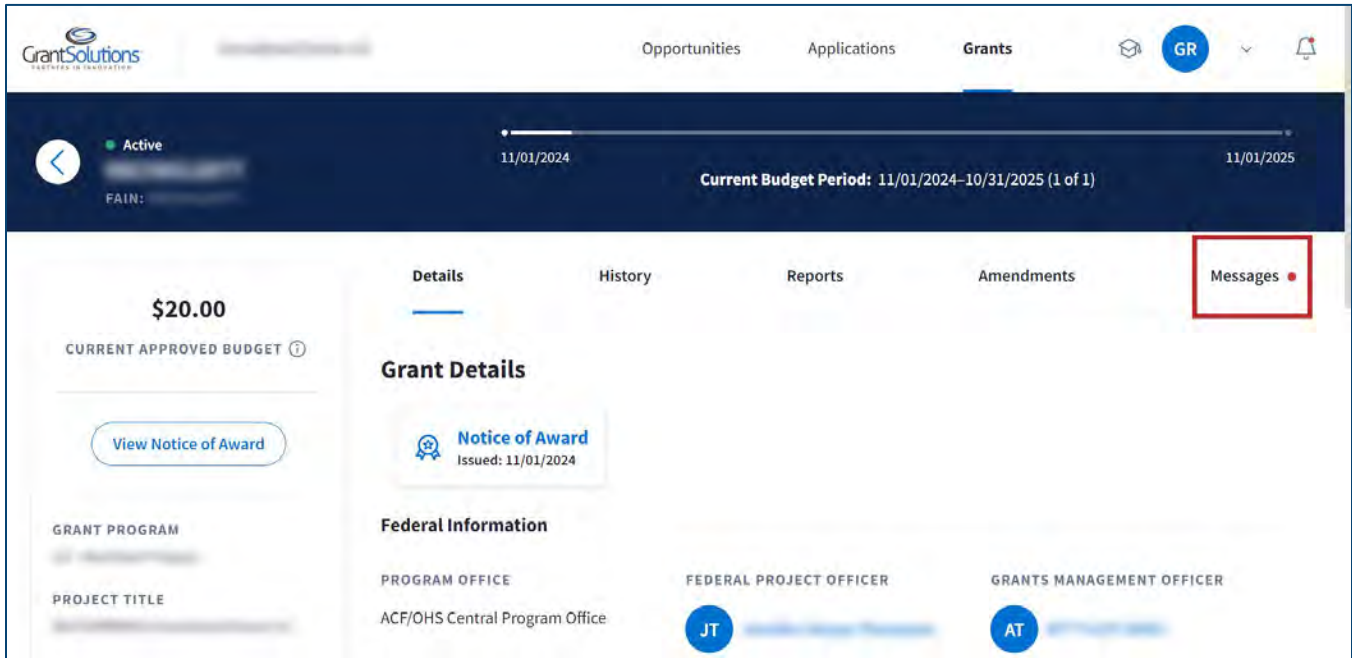 GrantSolutions
PARTNERS IN INNOVATION
Opportunities Applications Grants GR
Active
FAIN:
11/01/2024 11/01/2025
Current Budget Period: 11/01/2024–10/31/2025 (1 of 1)
Details History Reports Amendments Messages
$20.00
CURRENT APPROVED BUDGET
View Notice of Award
GRANT PROGRAM
PROJECT TITLE
Grant Details
Notice of Award
Issued: 11/01/2024
Federal Information
PROGRAM OFFICE
ACF/OHS Central Program Office
FEDERAL PROJECT OFFICER
JT
GRANTS MANAGEMENT OFFICER
AT